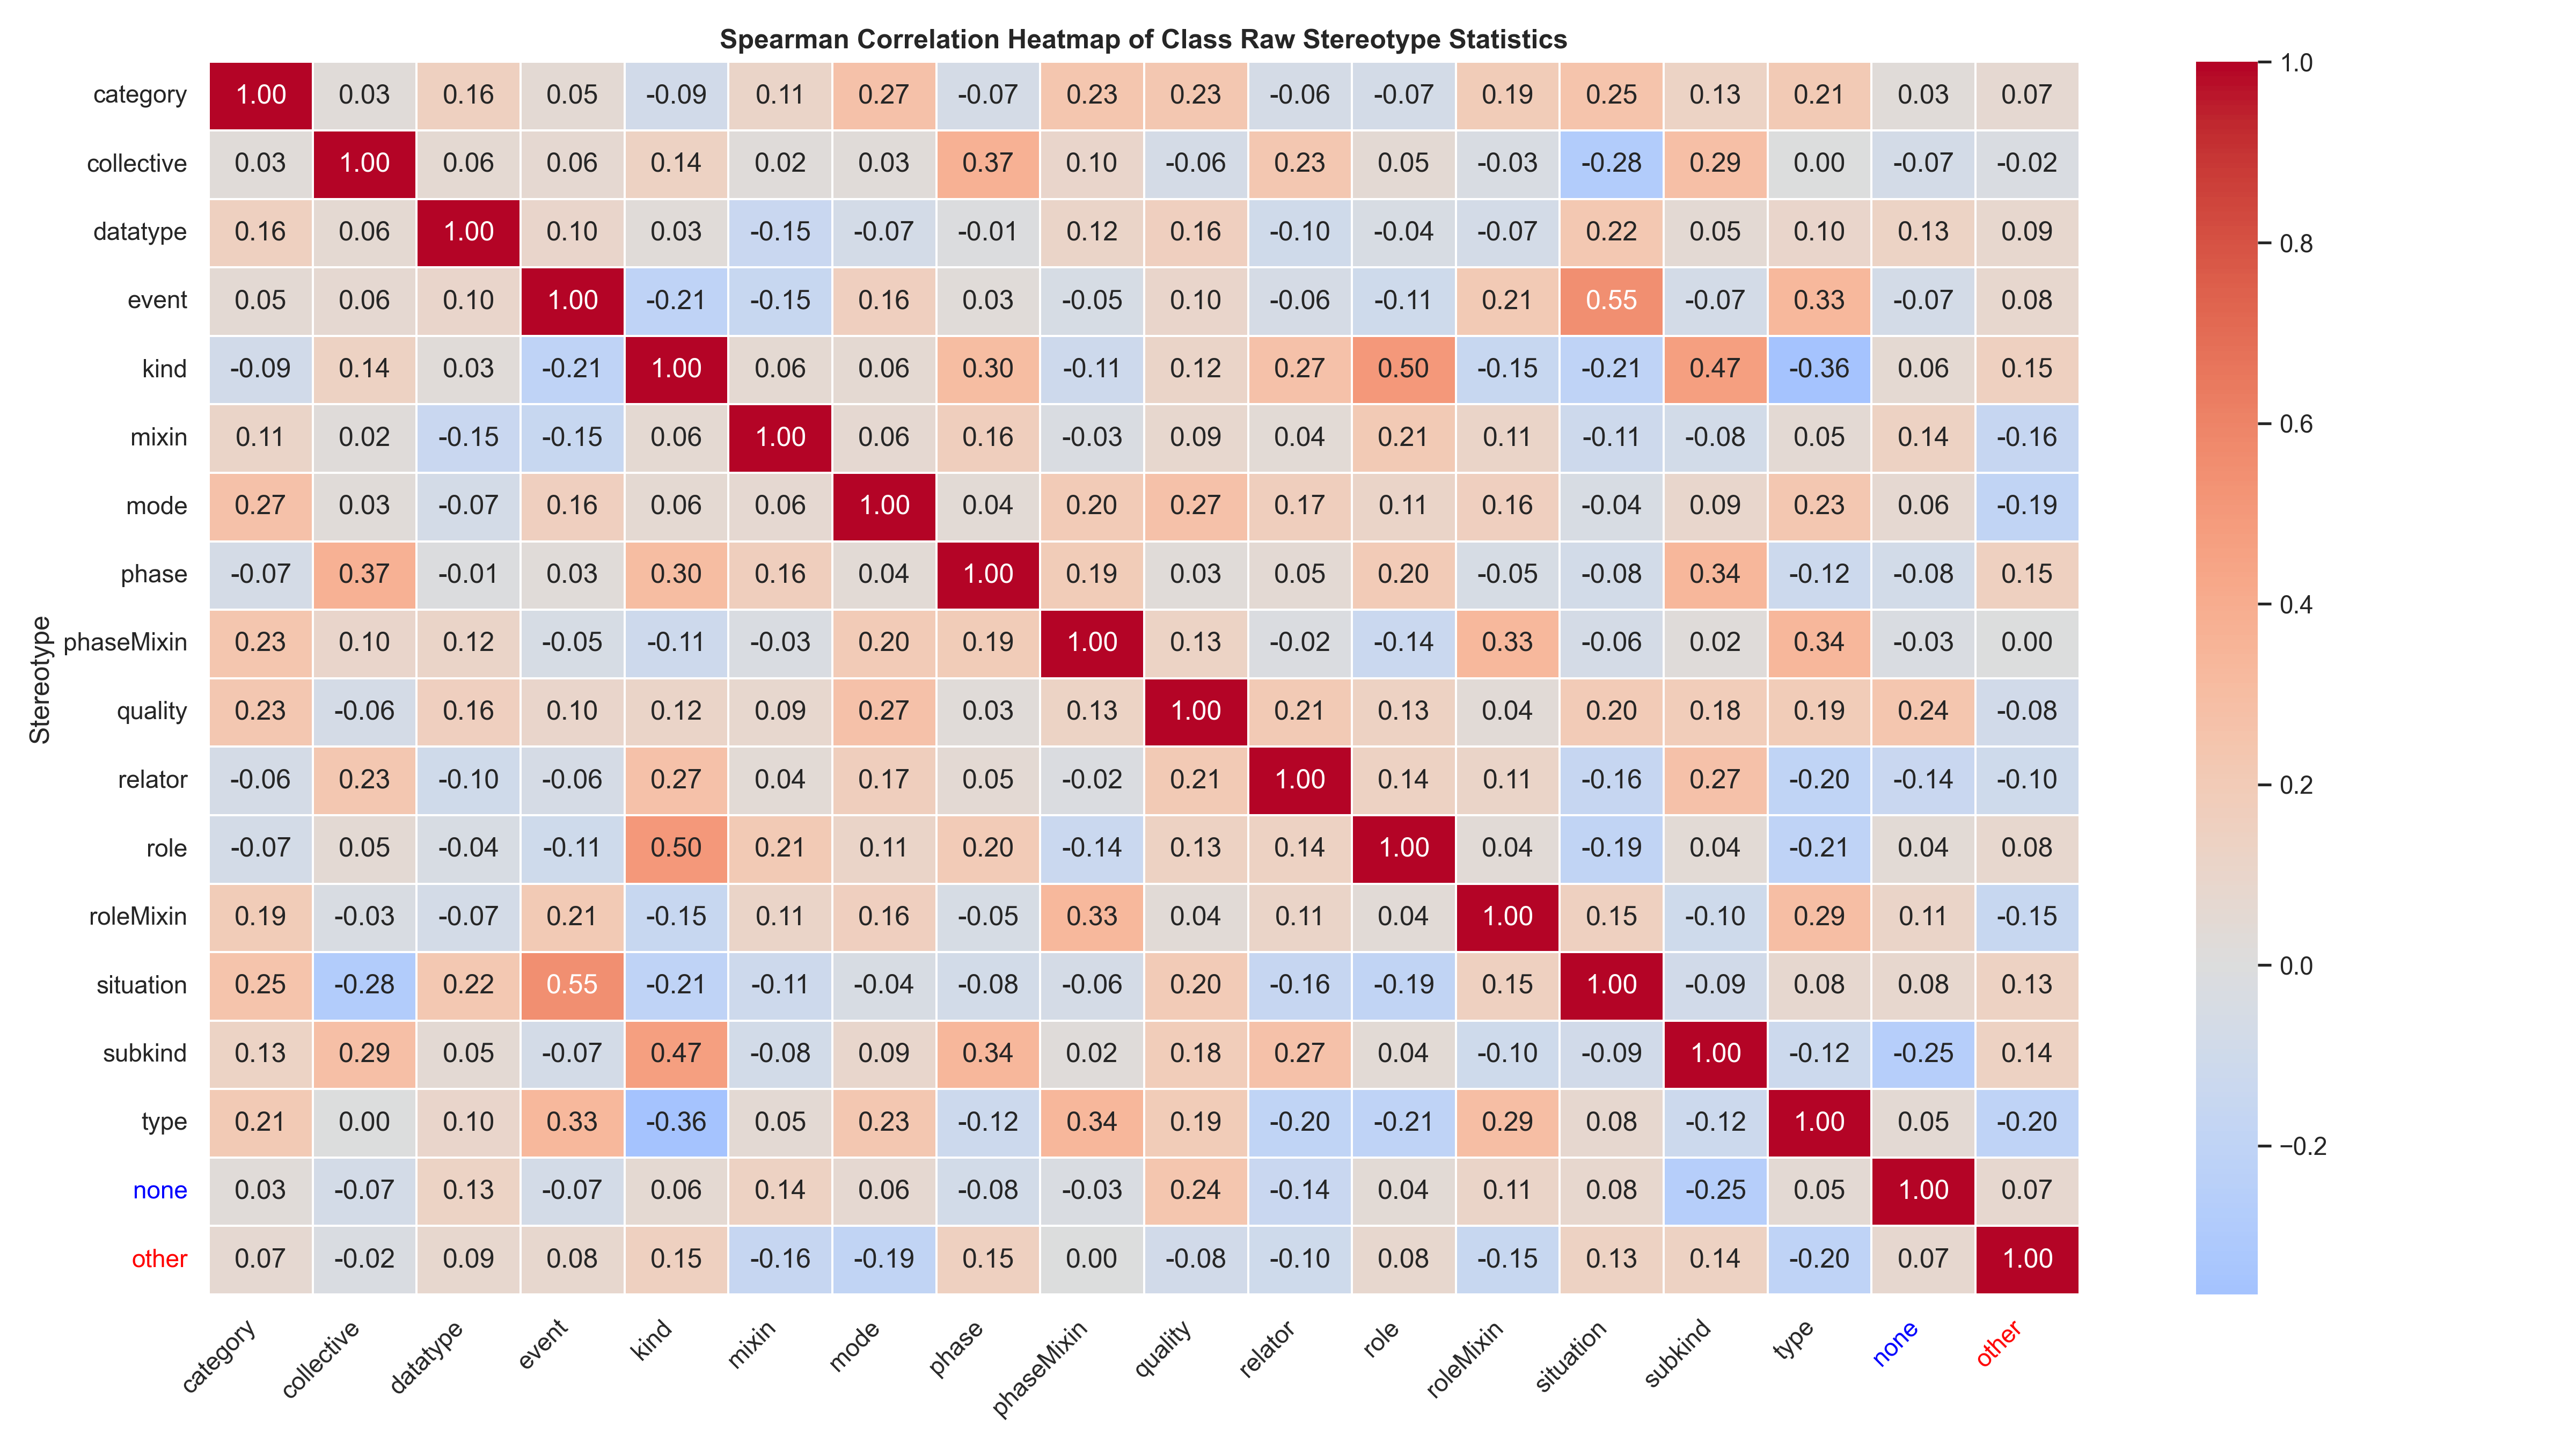 Spearman Correlation Heatmap of Class Raw Stereotype Statistics
Stereotype
category 1.00 0.03 0.16 0.05 -0.09 0.11 0.27 -0.07 0.23 0.23 -0.06 -0.07 0.19 0.25 0.13 0.21 0.03 0.07
collective 0.03 1.00 0.06 0.06 0.14 0.02 0.03 0.37 0.10 -0.06 0.23 0.05 -0.03 -0.28 0.29 0.00 -0.07 -0.02
datatype 0.16 0.06 1.00 0.10 0.03 -0.15 -0.07 -0.01 0.12 0.16 -0.10 -0.04 -0.07 0.22 0.05 0.10 0.13 0.09
event 0.05 0.06 0.10 1.00 -0.21 -0.15 0.16 0.03 -0.05 0.10 -0.06 -0.11 0.21 0.55 -0.07 0.33 -0.07 0.08
kind -0.09 0.14 0.03 -0.21 1.00 0.06 0.06 0.30 -0.11 0.12 0.27 0.50 -0.15 -0.21 0.47 -0.36 0.06 0.15
mixin 0.11 0.02 -0.15 -0.15 0.06 1.00 0.06 0.16 -0.03 0.09 0.04 0.21 0.11 -0.11 -0.08 0.05 0.14 -0.16
mode 0.27 0.03 -0.07 0.16 0.06 0.06 1.00 0.04 0.20 0.27 0.17 0.11 0.16 -0.04 0.09 0.23 0.06 -0.19
phase -0.07 0.37 -0.01 0.03 0.30 0.16 0.04 1.00 0.19 0.03 0.05 0.20 -0.05 -0.08 0.34 -0.12 -0.08 0.15
phaseMixin 0.23 0.10 0.12 -0.05 -0.11 -0.03 0.20 0.19 1.00 0.13 -0.02 -0.14 0.33 -0.06 0.02 0.34 -0.03 0.00
quality 0.23 -0.06 0.16 0.10 0.12 0.09 0.27 0.03 0.13 1.00 0.21 0.13 0.04 0.20 0.18 0.19 0.24 -0.08
relator -0.06 0.23 -0.10 -0.06 0.27 0.04 0.17 0.05 -0.02 0.21 1.00 0.14 0.11 -0.16 0.27 -0.20 -0.14 -0.10
role -0.07 0.05 -0.04 -0.11 0.50 0.21 0.11 0.20 -0.14 0.13 0.14 1.00 0.04 -0.19 0.04 -0.21 0.04 0.08
roleMixin 0.19 -0.03 -0.07 0.21 -0.15 0.11 0.16 -0.05 0.33 0.04 0.11 0.04 1.00 0.15 -0.10 0.29 0.11 -0.15
situation 0.25 -0.28 0.22 0.55 -0.21 -0.11 -0.04 -0.08 -0.06 0.20 -0.16 -0.19 0.15 1.00 -0.09 0.08 0.08 0.13
subkind 0.13 0.29 0.05 -0.07 0.47 -0.08 0.09 0.34 0.02 0.18 0.27 0.04 -0.10 -0.09 1.00 -0.12 -0.25 0.14
type 0.21 0.00 0.10 0.33 -0.36 0.05 0.23 -0.12 0.34 0.19 -0.20 -0.21 0.29 0.08 -0.12 1.00 0.05 -0.20
none 0.03 -0.07 0.13 -0.07 0.06 0.14 0.06 -0.08 -0.03 0.24 -0.14 0.04 0.11 0.08 -0.25 0.05 1.00 0.07
other 0.07 -0.02 0.09 0.08 0.15 -0.16 -0.19 0.15 0.00 -0.08 -0.10 0.08 -0.15 0.13 0.14 -0.20 0.07 1.00
category collective datatype event kind mixin mode phase phaseMixin quality relator role roleMixin situation subkind type none other
1.0
0.8
0.6
0.4
0.2
0.0
−0.2